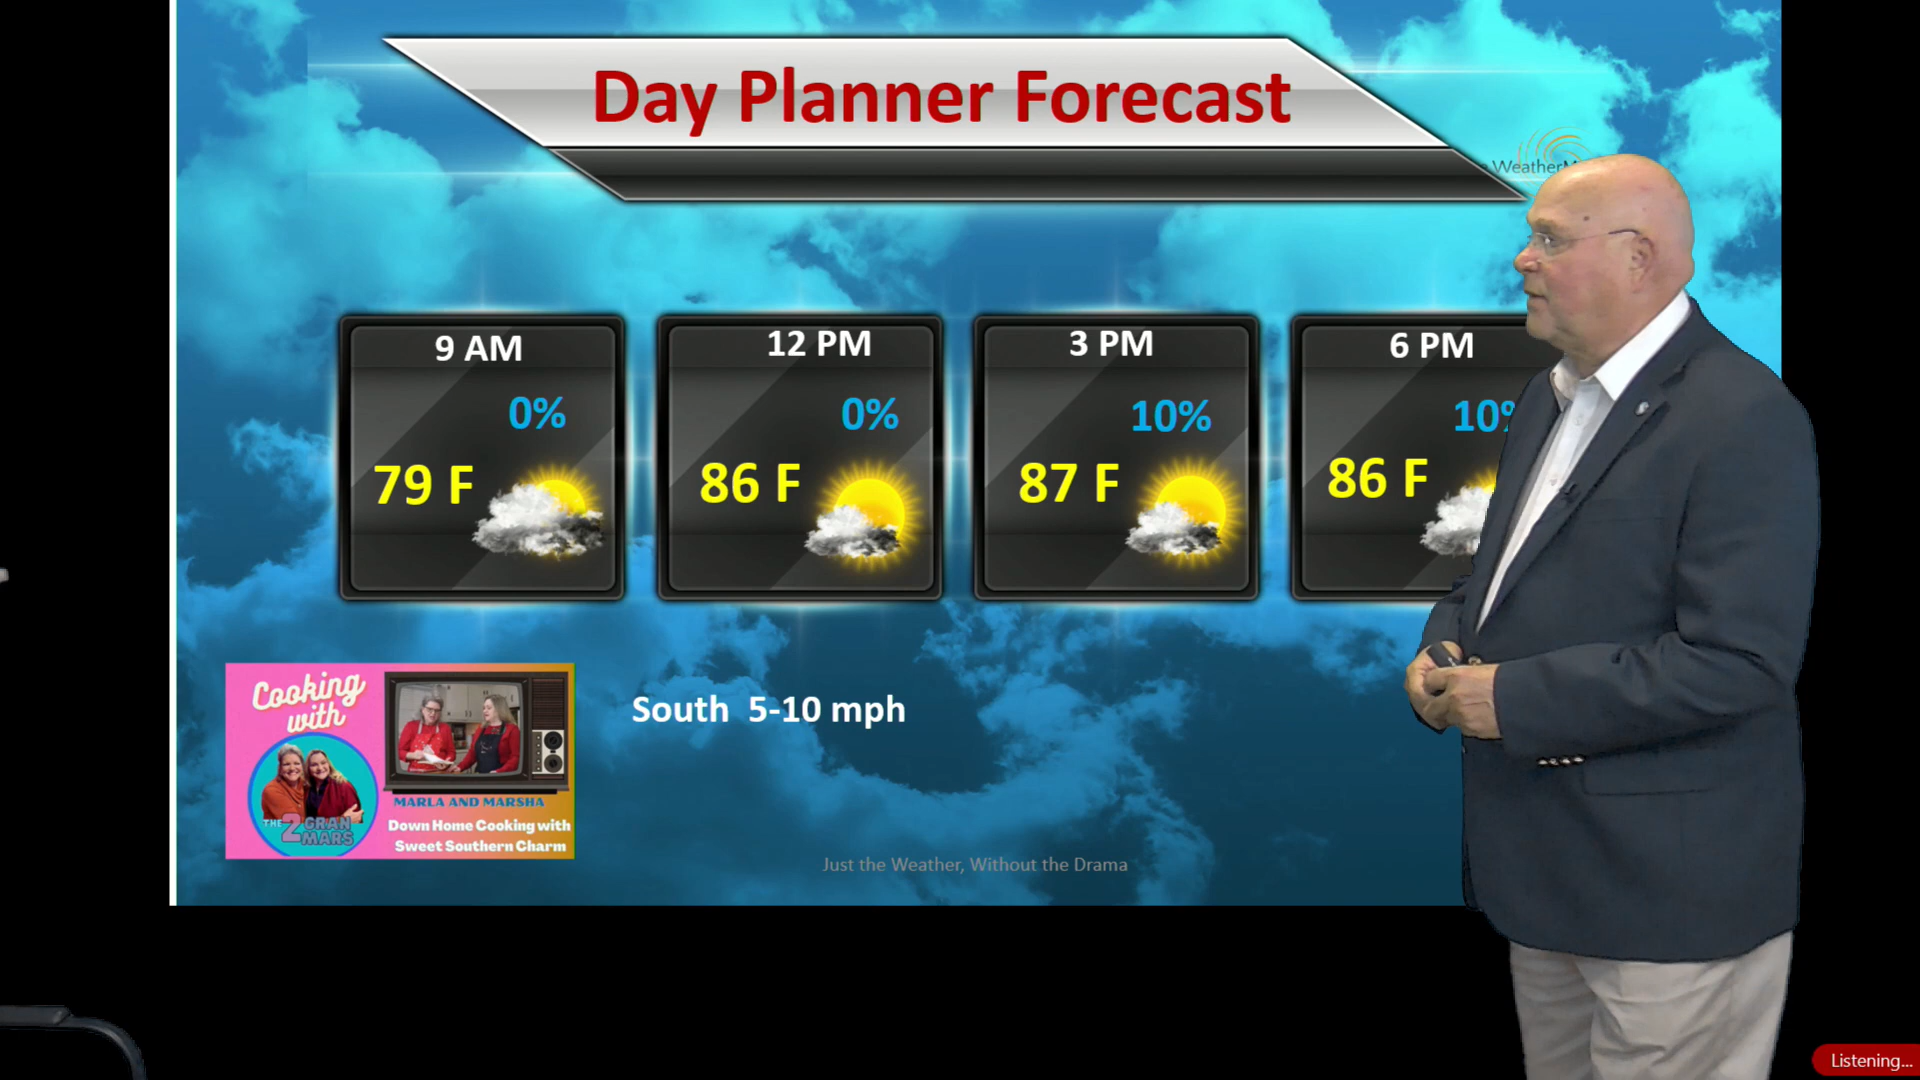 Day Planner Forecast
9 AM
12 PM
3 PM
6 PM
0%
0%
10%
10%
79 F
86 F
87 F
86 F
Cooking
with
THE 2 GRAN
MARS
MARLA AND MARSHA
Down Home Cooking with
Sweet Southern Charm
South 5-10 mph
Just the Weather, Without the Drama
Listening...